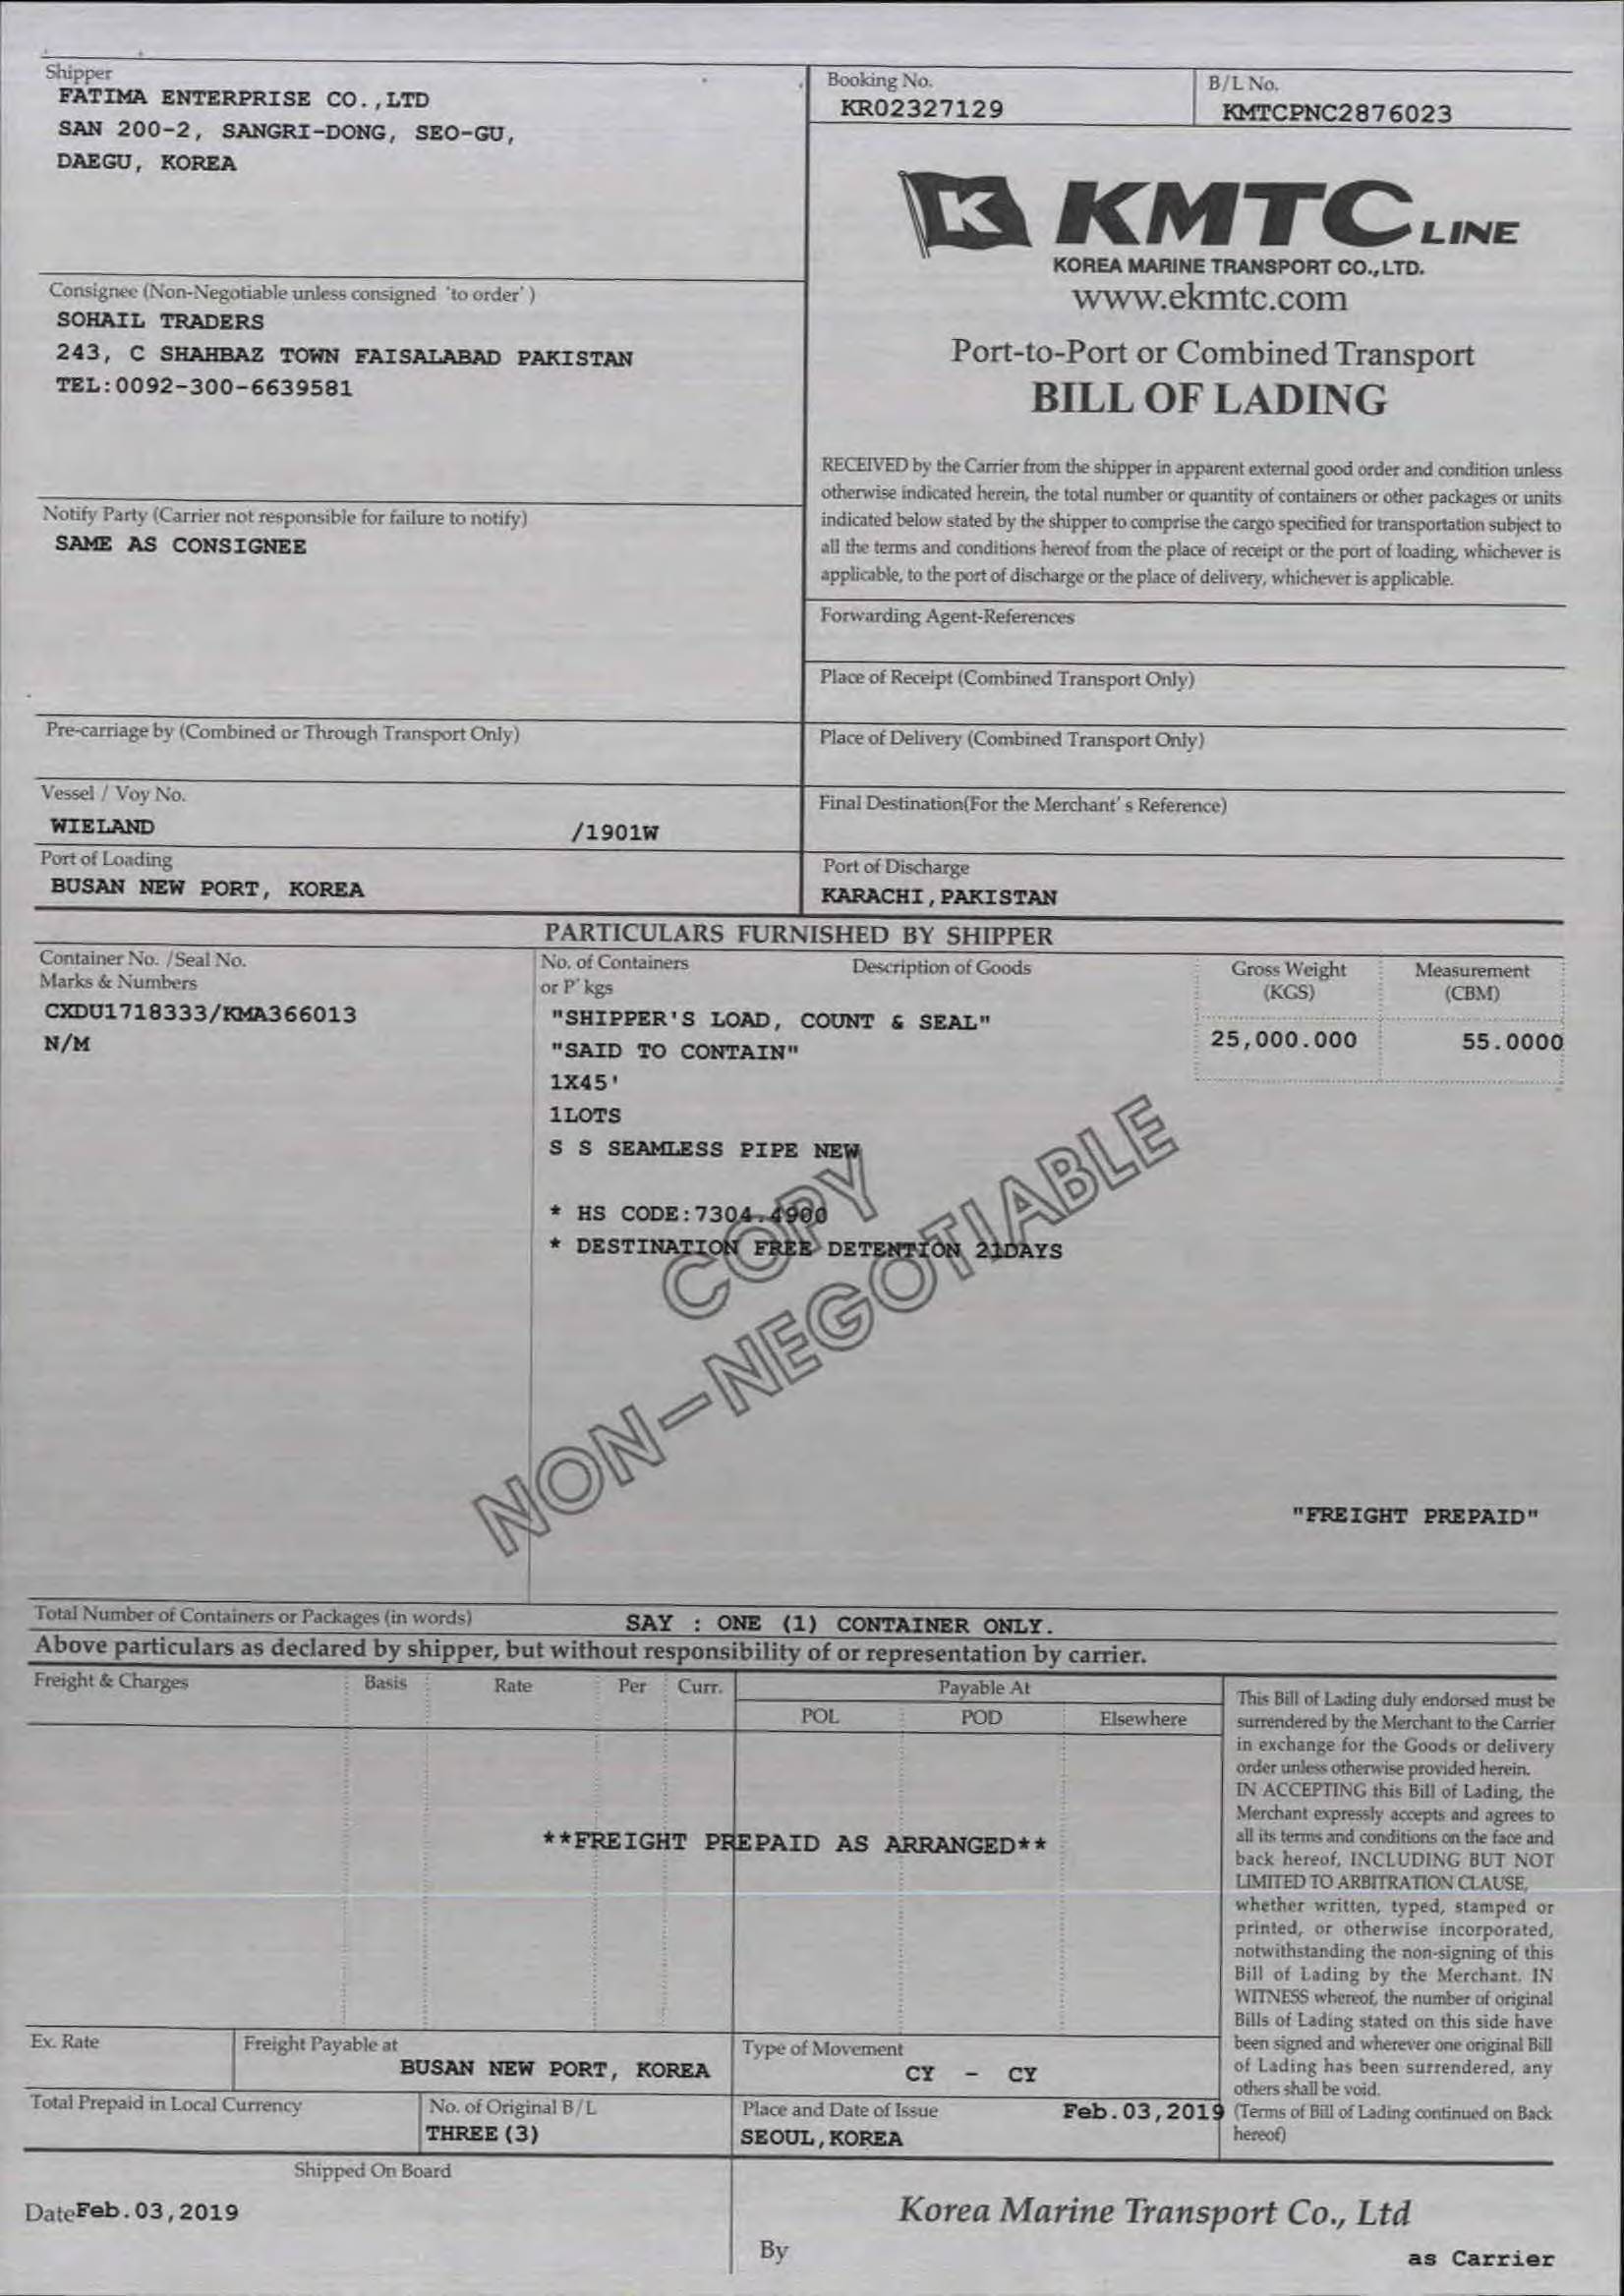 Shipper
FATIMA ENTERPRISE CO.,LTD
SAN 200-2, SANGRI-DONG, SEO-GU,
DAEGU, KOREA
Booking No.
KR02327129
B/L No.
KMTCPNC2876023
K KMTC LINE
KOREA MARINE TRANSPORT CO.,LTD.
www.ekmtc.com
Port-to-Port or Combined Transport
BILL OF LADING
Consignee (Non-Negotiable unless consigned 'to order' )
SOHAIL TRADERS
243, C SHAHBAZ TOWN FAISALABAD PAKISTAN
TEL:0092-300-6639581
RECEIVED by the Carrier from the shipper in apparent external good order and condition unless
otherwise indicated herein, the total number or quantity of containers or other packages or units
indicated below stated by the shipper to comprise the cargo specified for transportation subject to
all the terms and conditions hereof from the place of receipt or the port of loading, whichever is
applicable, to the port of discharge or the place of delivery, whichever is applicable.
Notify Party (Carrier not responsible for failure to notify)
SAME AS CONSIGNEE
Forwarding Agent-References
Place of Receipt (Combined Transport Only)
Pre-carriage by (Combined or Through Transport Only)
Place of Delivery (Combined Transport Only)
Vessel / Voy No.
WIELAND /1901W
Final Destination(For the Merchant' s Reference)
Port of Loading
BUSAN NEW PORT, KOREA
Port of Discharge
KARACHI,PAKISTAN
PARTICULARS FURNISHED BY SHIPPER
Container No. /Seal No.
Marks & Numbers
No. of Containers
or P' kgs
Description of Goods
Gross Weight
(KGS)
Measurement
(CBM)
CXDU1718333/KMA366013
N/M
"SHIPPER'S LOAD, COUNT & SEAL"
"SAID TO CONTAIN"
1X45'
1LOTS
S S SEAMLESS PIPE NEW
* HS CODE:7304.4900
* DESTINATION FREE DETENTION 21DAYS
25,000.000
55.0000
COPY
NON-NEGOTIABLE
"FREIGHT PREPAID"
Total Number of Containers or Packages (in words)
SAY : ONE (1) CONTAINER ONLY.
Above particulars as declared by shipper, but without responsibility of or representation by carrier.
Freight & Charges
Basis
Rate
Per
Curr.
Payable At
POL
POD
Elsewhere
**FREIGHT PREPAID AS ARRANGED**
This Bill of Lading duly endorsed must be
surrendered by the Merchant to the Carrier
in exchange for the Goods or delivery
order unless otherwise provided herein.
IN ACCEPTING this Bill of Lading, the
Merchant expressly accepts and agrees to
all its terms and conditions on the face and
back hereof, INCLUDING BUT NOT
LIMITED TO ARBITRATION CLAUSE,
whether written, typed, stamped or
printed, or otherwise incorporated,
notwithstanding the non-signing of this
Bill of Lading by the Merchant. IN
WITNESS whereof, the number of original
Bills of Lading stated on this side have
been signed and wherever one original Bill
of Lading has been surrendered, any
others shall be void.
(Terms of Bill of Lading continued on Back
hereof)
Ex. Rate
Freight Payable at
BUSAN NEW PORT, KOREA
Type of Movement
CY - CY
Total Prepaid in Local Currency
No. of Original B/L
THREE(3)
Place and Date of Issue
Feb.03,2019
SEOUL,KOREA
Shipped On Board
Date Feb.03,2019
Korea Marine Transport Co., Ltd
By
as Carrier